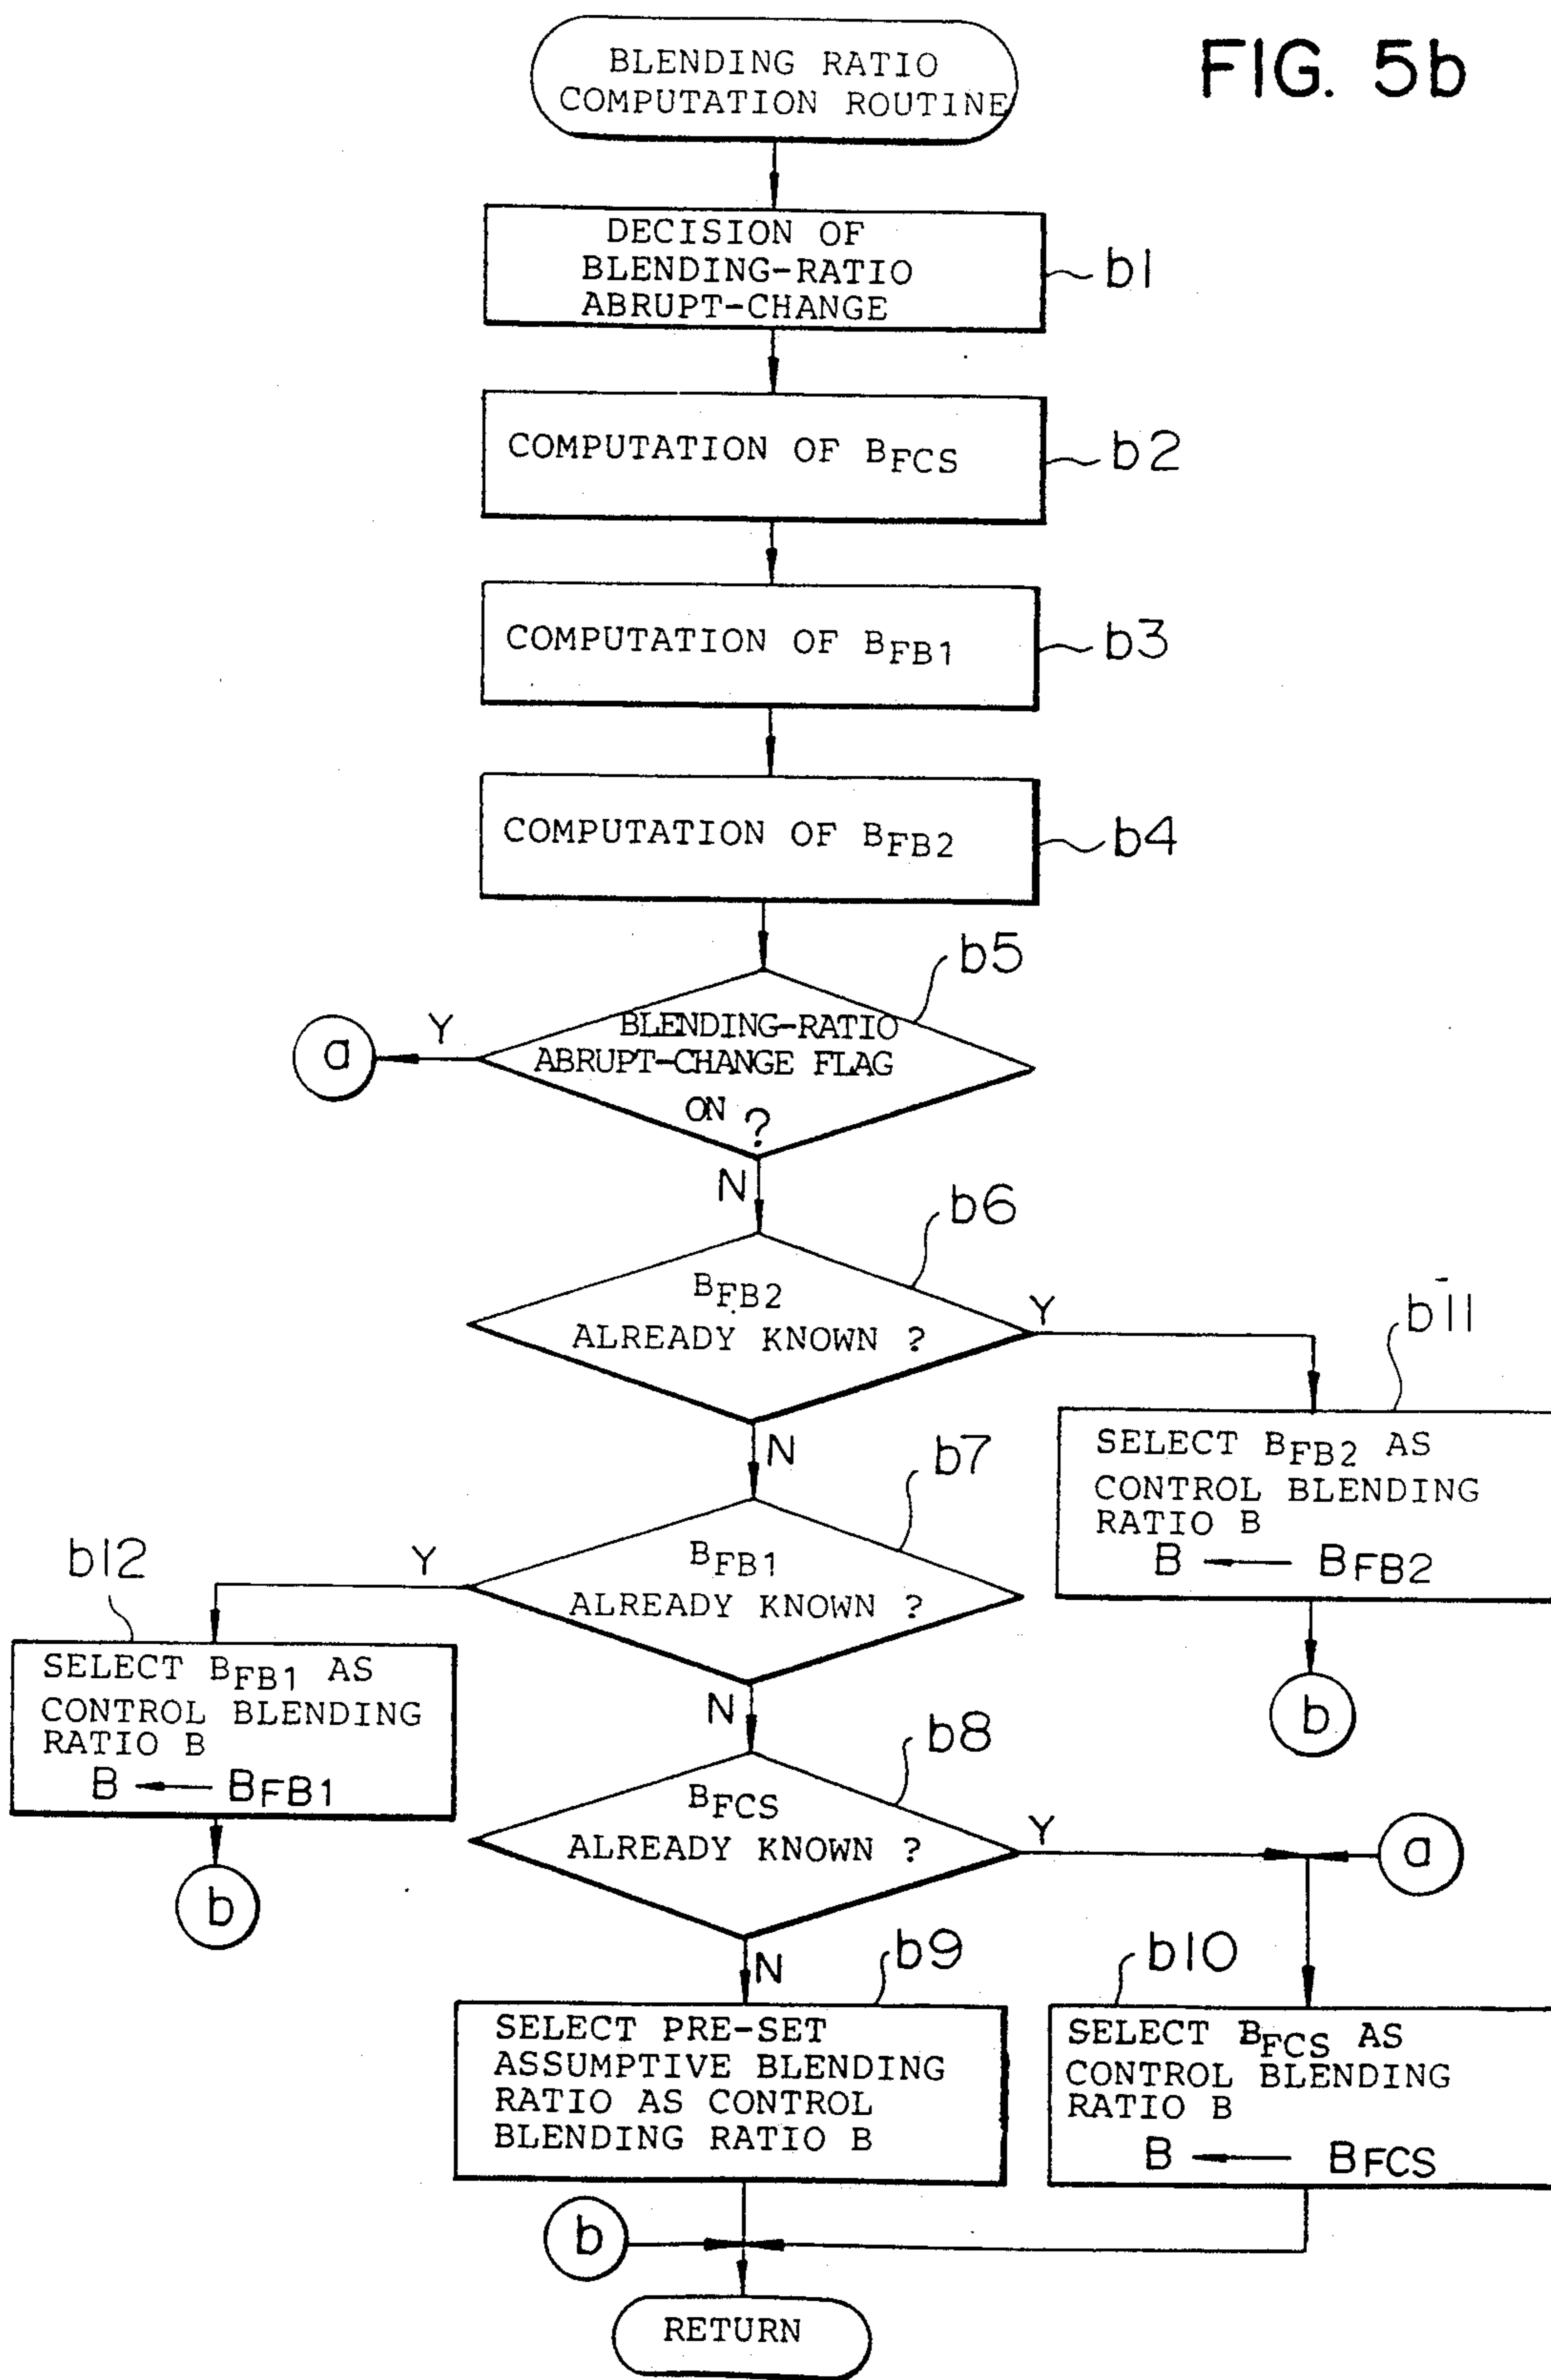 FIG. 5b
BLENDING RATIO
COMPUTATION ROUTINE
DECISION OF
BLENDING-RATIO
ABRUPT-CHANGE
b1
COMPUTATION OF BFCS
b2
COMPUTATION OF BFB1
b3
COMPUTATION OF BFB2
b4
b5
BLENDING-RATIO
ABRUPT-CHANGE FLAG
ON ?
Y
a
N
b6
BFB2
ALREADY KNOWN ?
Y
b11
SELECT BFB2 AS
CONTROL BLENDING
RATIO B
B ← BFB2
b
N
b7
BFB1
ALREADY KNOWN ?
Y
b12
SELECT BFB1 AS
CONTROL BLENDING
RATIO B
B ← BFB1
b
N
b8
BFCS
ALREADY KNOWN ?
Y
a
N
b9
SELECT PRE-SET
ASSUMPTIVE BLENDING
RATIO AS CONTROL
BLENDING RATIO B
b10
SELECT BFCS AS
CONTROL BLENDING
RATIO B
B ← BFCS
b
RETURN